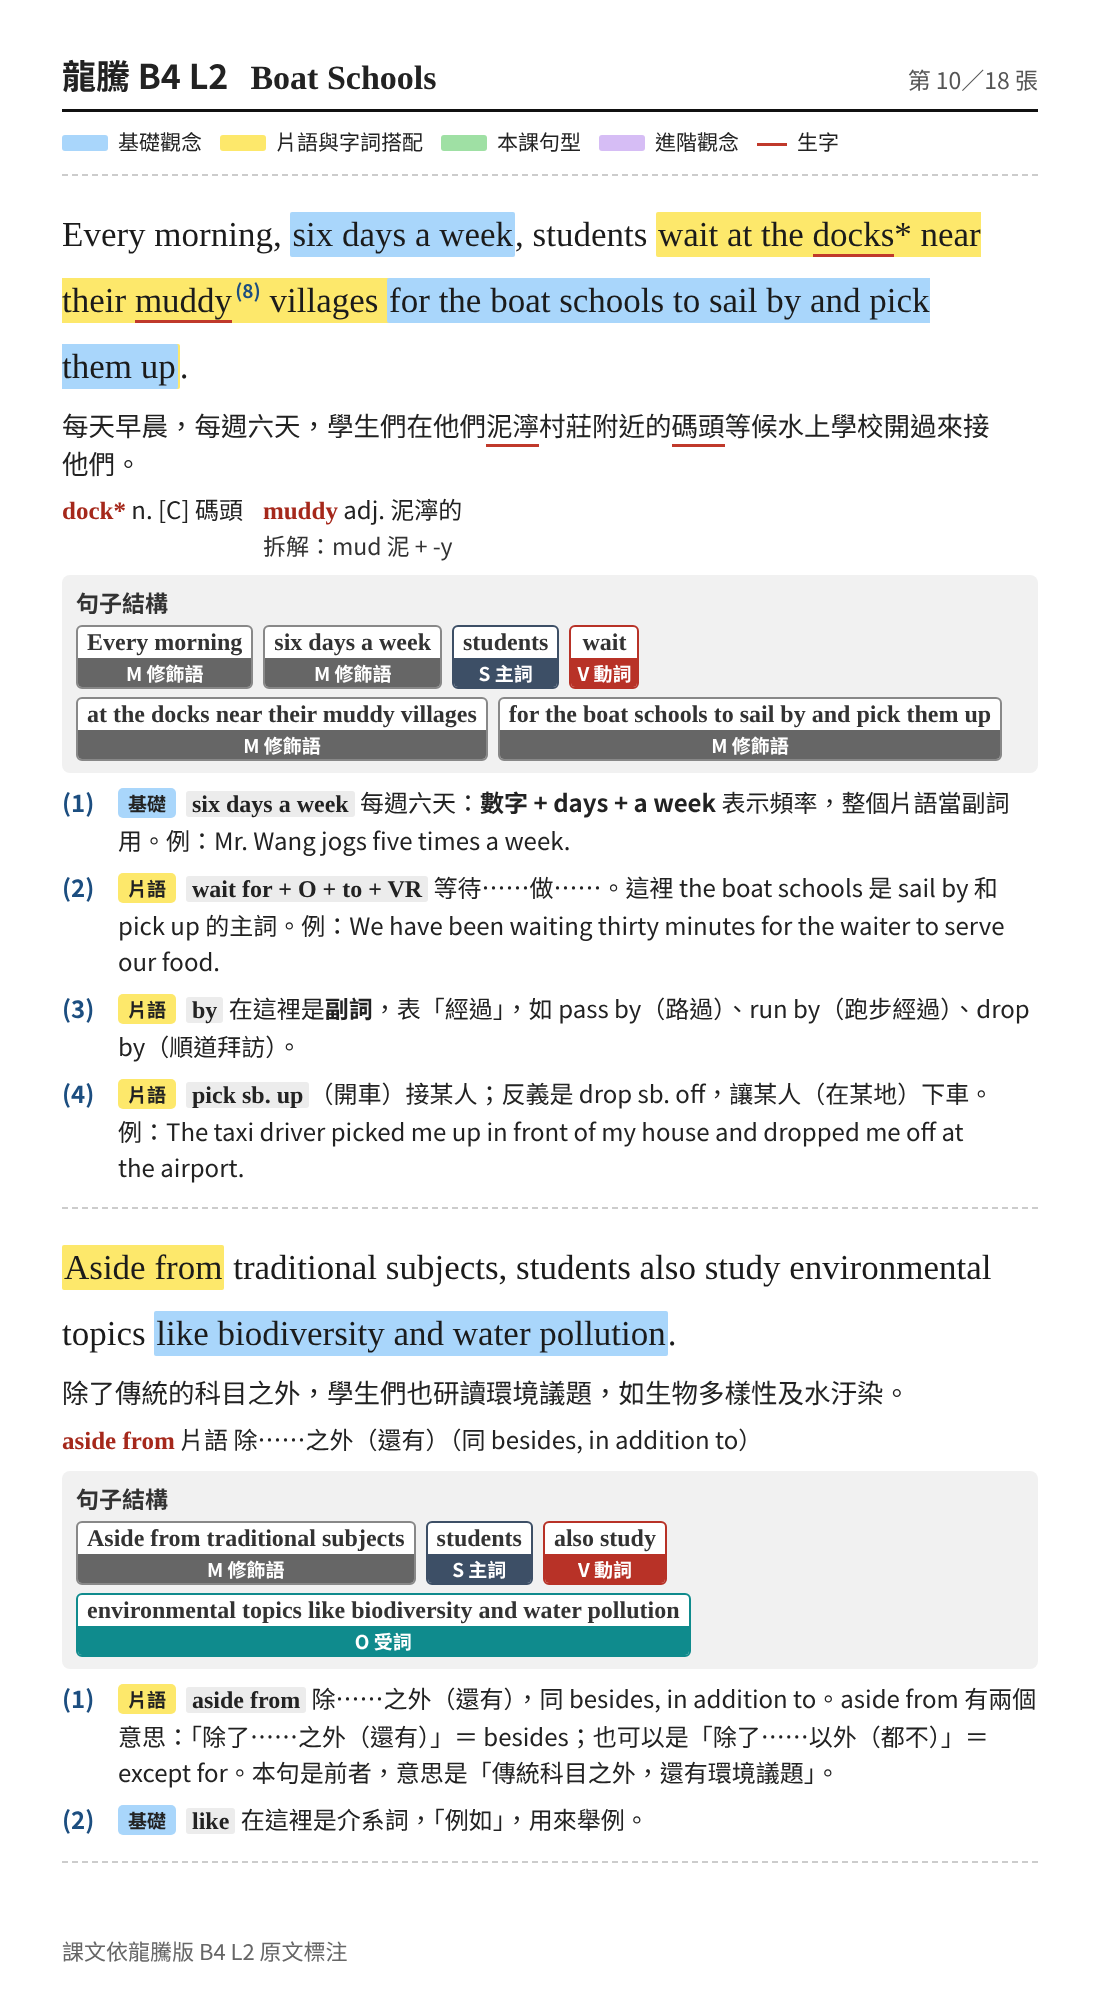 龍騰 B4 L2 Boat Schools
第 10／18 張
基礎觀念 片語與字詞搭配 本課句型 進階觀念 生字
Every morning, six days a week, students wait at the docks* near
their muddy(8) villages for the boat schools to sail by and pick
them up.
每天早晨，每週六天，學生們在他們泥濘村莊附近的碼頭等候水上學校開過來接
他們。
dock* n. [C] 碼頭 muddy adj. 泥濘的
拆解：mud 泥 + -y
句子結構
Every morning six days a week students wait
M 修飾語 M 修飾語 S 主詞 V 動詞
at the docks near their muddy villages for the boat schools to sail by and pick them up
M 修飾語 M 修飾語
(1) 基礎 six days a week 每週六天：數字 + days + a week 表示頻率，整個片語當副詞
用。例：Mr. Wang jogs five times a week.
(2) 片語 wait for + O + to + VR 等待⋯⋯做⋯⋯。這裡 the boat schools 是 sail by 和
pick up 的主詞。例：We have been waiting thirty minutes for the waiter to serve
our food.
(3) 片語 by 在這裡是副詞，表「經過」，如 pass by（路過）、run by（跑步經過）、drop
by（順道拜訪）。
(4) 片語 pick sb. up（開車）接某人；反義是 drop sb. off，讓某人（在某地）下車。
例：The taxi driver picked me up in front of my house and dropped me off at
the airport.
Aside from traditional subjects, students also study environmental
topics like biodiversity and water pollution.
除了傳統的科目之外，學生們也研讀環境議題，如生物多樣性及水汙染。
aside from 片語 除⋯⋯之外（還有）（同 besides, in addition to）
句子結構
Aside from traditional subjects students also study
M 修飾語 S 主詞 V 動詞
environmental topics like biodiversity and water pollution
O 受詞
(1) 片語 aside from 除⋯⋯之外（還有），同 besides, in addition to。aside from 有兩個
意思：「除了⋯⋯之外（還有）」＝ besides；也可以是「除了⋯⋯以外（都不）」＝
except for。本句是前者，意思是「傳統科目之外，還有環境議題」。
(2) 基礎 like 在這裡是介系詞，「例如」，用來舉例。
課文依龍騰版 B4 L2 原文標注